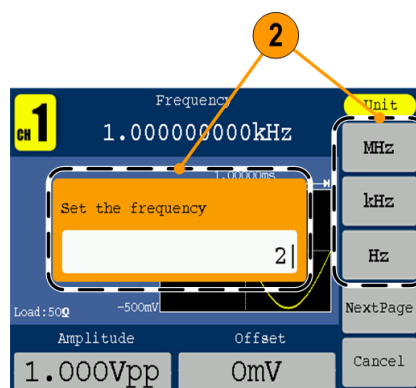 2
CH 1
Frequency
1.000000000kHz
Unit
MHz
1.00000ms
Set the frequency
kHz
2
Hz
Load:50Ω
-500mV
NextPage
Amplitude
Offset
1.000Vpp
0mV
Cancel